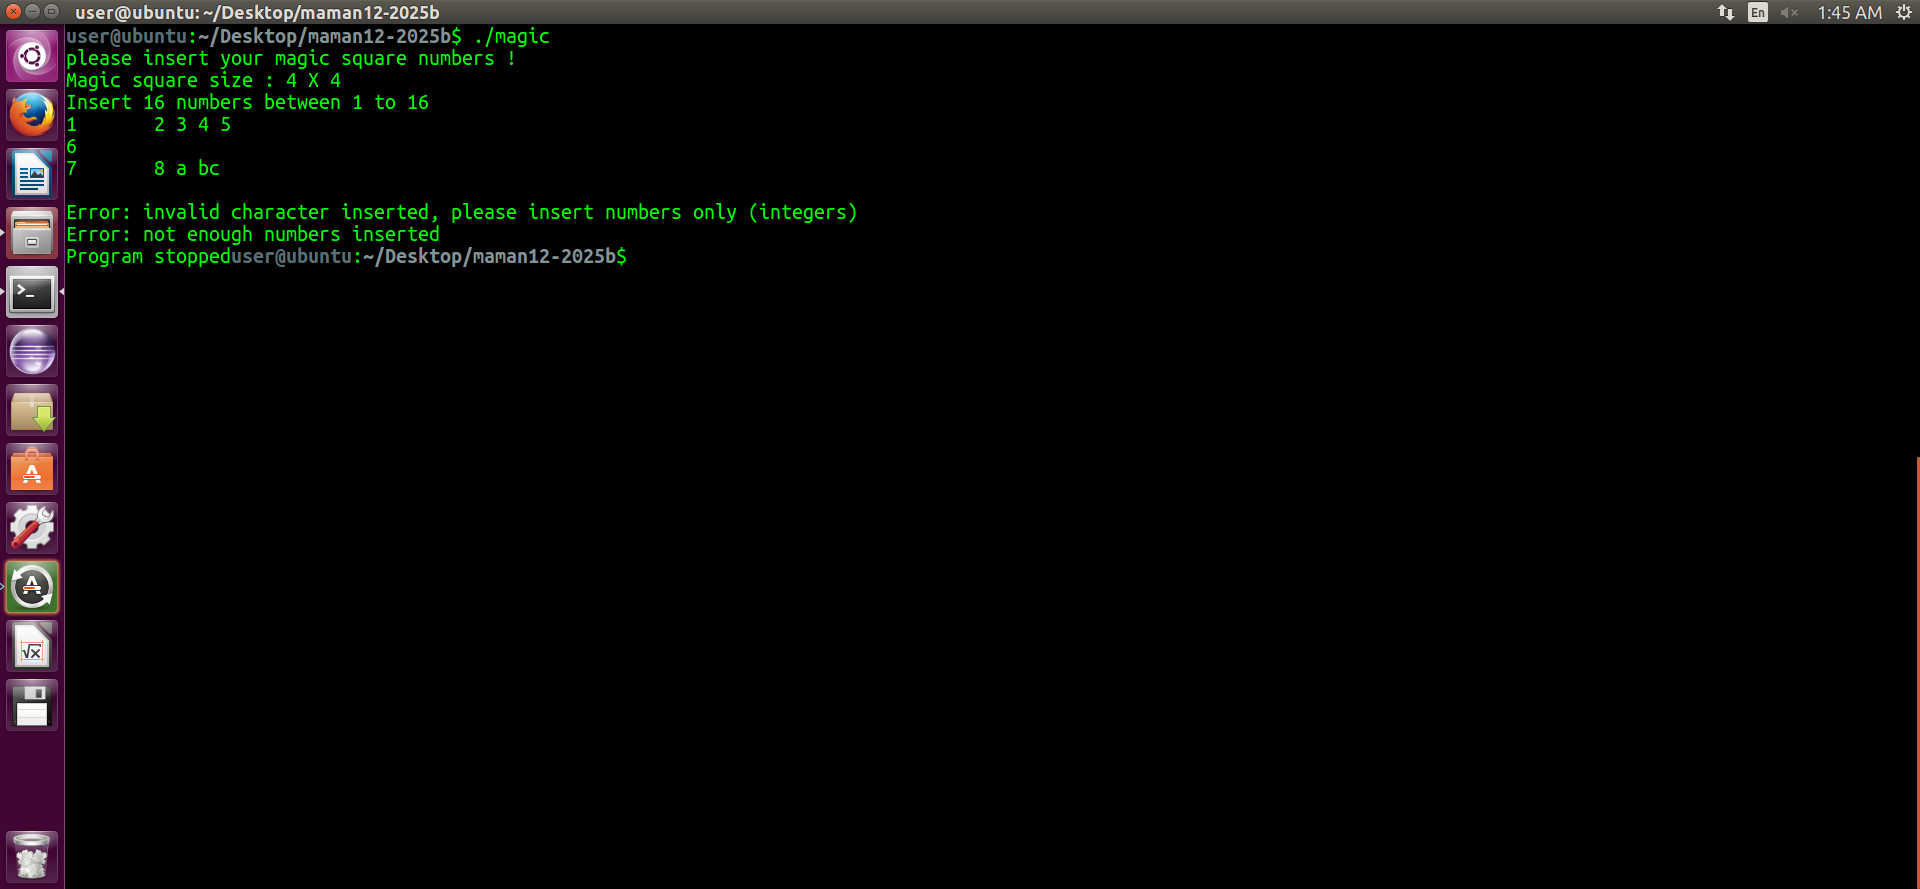 user@ubuntu: ~/Desktop/maman12-2025b
En
1:45 AM
user@ubuntu:~/Desktop/maman12-2025b$ ./magic
please insert your magic square numbers !
Magic square size : 4 X 4
Insert 16 numbers between 1 to 16
1       2 3 4 5
6
7       8 a bc
Error: invalid character inserted, please insert numbers only (integers)
Error: not enough numbers inserted
Program stoppeduser@ubuntu:~/Desktop/maman12-2025b$